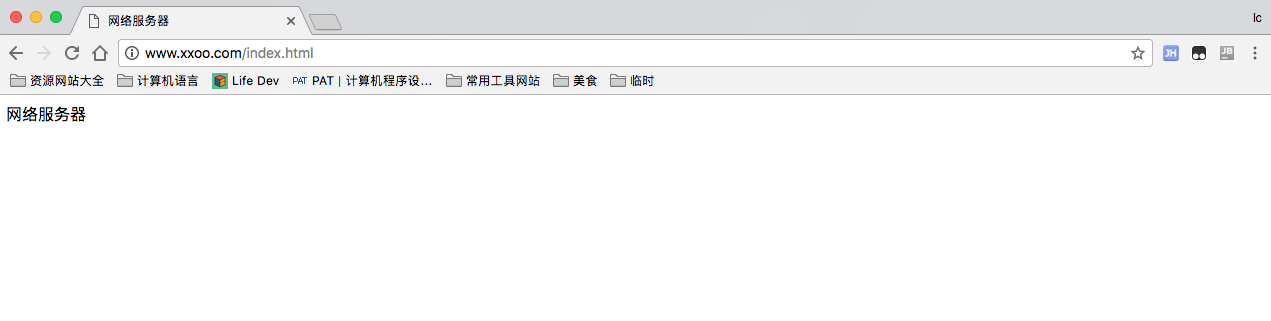 网络服务器
lc
www.xxoo.com/index.html
JH
JB
资源网站大全 计算机语言 Life Dev PAT PAT | 计算机程序设... 常用工具网站 美食 临时
网络服务器